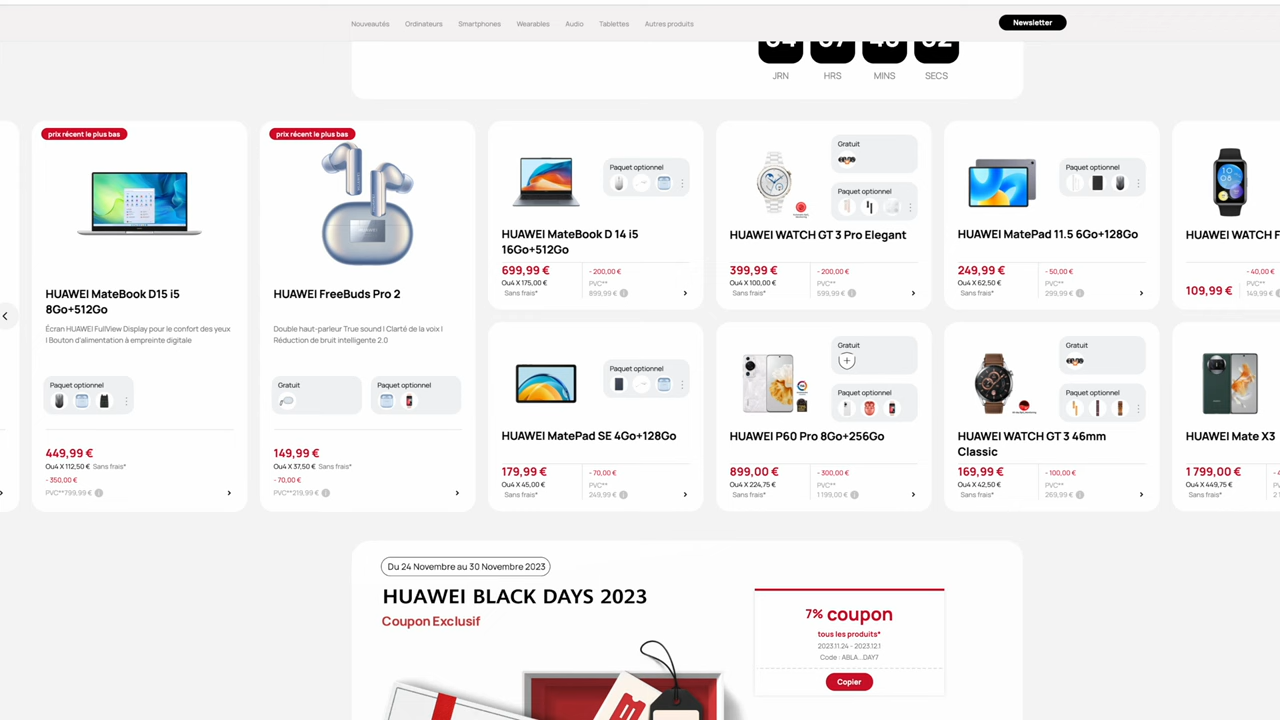 Nouveautés Ordinateurs Smartphones Wearables Audio Tablettes Autres produits
Newsletter
JRN HRS MINS SECS
prix récent le plus bas
HUAWEI MateBook D15 i5
8Go+512Go
Écran HUAWEI FullView Display pour le confort des yeux
I Bouton d'alimentation à empreinte digitale
Paquet optionnel
449,99 €
Ou4 X 112,50 € Sans frais*
- 350,00 €
PVC**799,99 €
prix récent le plus bas
HUAWEI FreeBuds Pro 2
Double haut-parleur True sound I Clarté de la voix I
Réduction de bruit intelligente 2.0
Gratuit
Paquet optionnel
149,99 €
Ou4 X 37,50 € Sans frais*
- 70,00 €
PVC**219,99 €
Paquet optionnel
HUAWEI MateBook D 14 i5
16Go+512Go
699,99 €
Ou4 X 175,00 €
Sans frais*
- 200,00 €
PVC**
899,99 €
Gratuit
Paquet optionnel
HUAWEI WATCH GT 3 Pro Elegant
399,99 €
Ou4 X 100,00 €
Sans frais*
- 200,00 €
PVC**
599,99 €
Paquet optionnel
HUAWEI MatePad 11.5 6Go+128Go
249,99 €
Ou4 X 62,50 €
Sans frais*
- 50,00 €
PVC**
299,99 €
HUAWEI WATCH F
109,99 €
- 40,00 €
PVC**
149,99 €
Paquet optionnel
HUAWEI MatePad SE 4Go+128Go
179,99 €
Ou4 X 45,00 €
Sans frais*
- 70,00 €
PVC**
249,99 €
Gratuit
Paquet optionnel
HUAWEI P60 Pro 8Go+256Go
899,00 €
Ou4 X 224,75 €
Sans frais*
- 300,00 €
PVC**
1 199,00 €
Gratuit
Paquet optionnel
HUAWEI WATCH GT 3 46mm
Classic
169,99 €
Ou4 X 42,50 €
Sans frais*
- 100,00 €
PVC**
269,99 €
HUAWEI Mate X3
1 799,00 €
Ou4 X 449,75 €
Sans frais*
Du 24 Novembre au 30 Novembre 2023
HUAWEI BLACK DAYS 2023
Coupon Exclusif
7% coupon
tous les produits*
2023.11.24 - 2023.12.1
Code : ABLA...DAY7
Copier